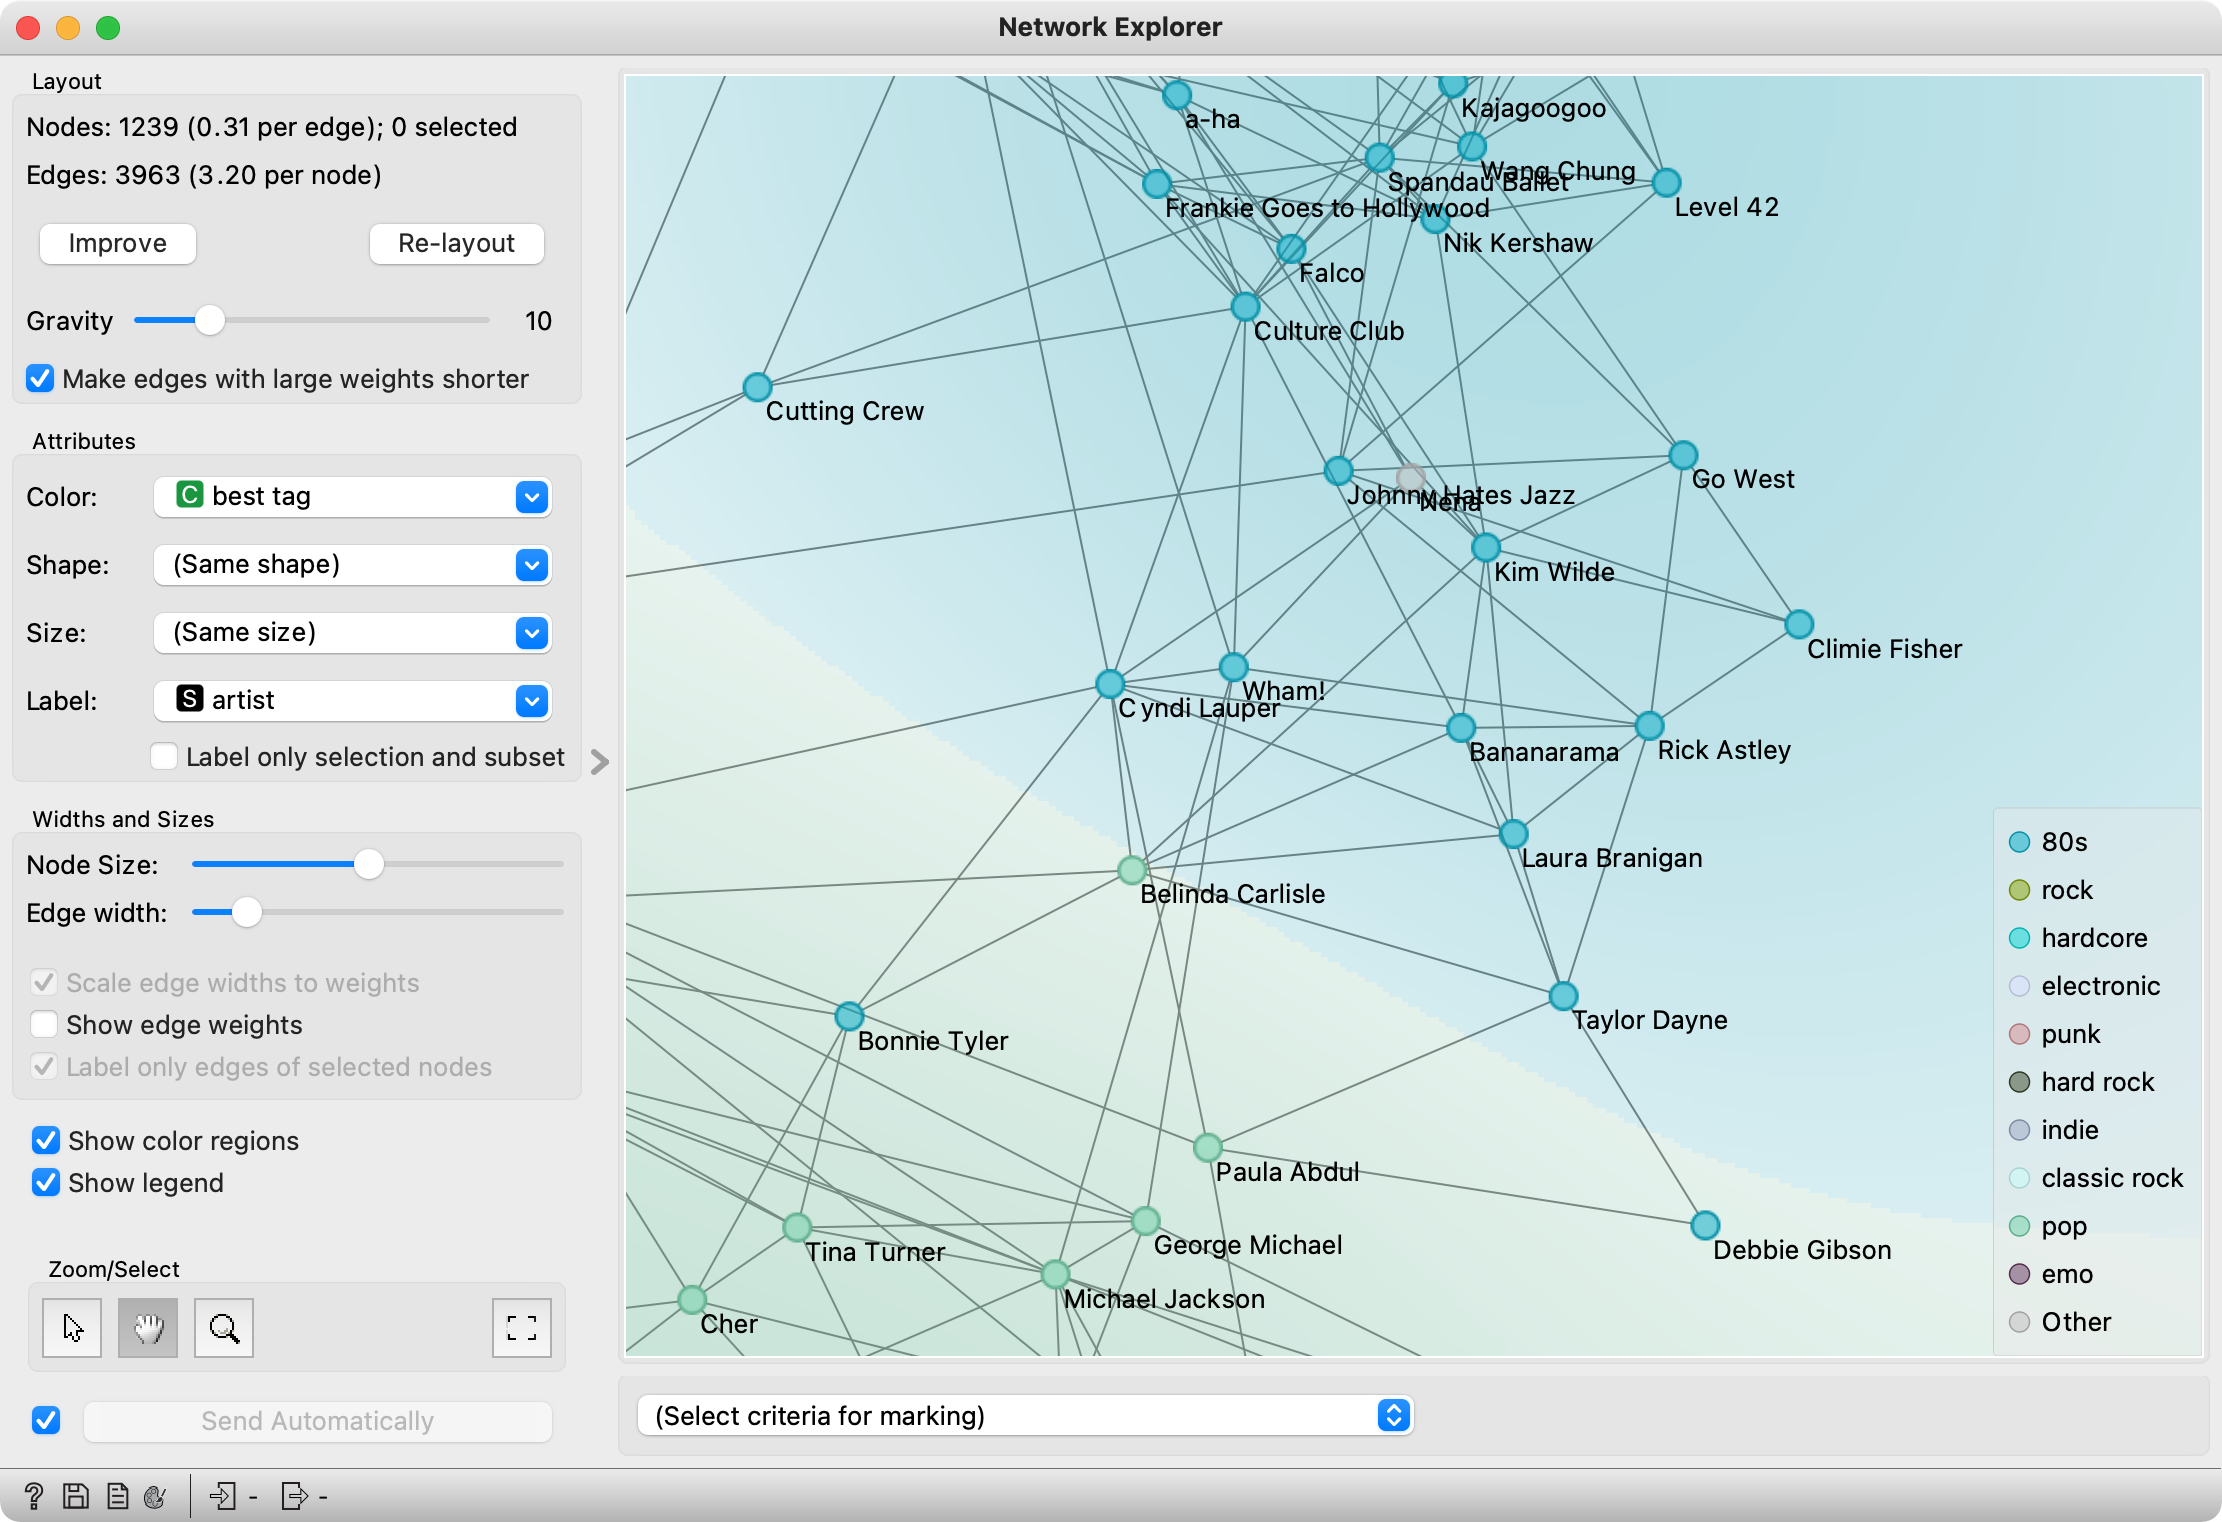 Network Explorer
Layout
Nodes: 1239 (0.31 per edge); 0 selected
Edges: 3963 (3.20 per node)
Improve
Re-layout
Gravity
10
Make edges with large weights shorter
Attributes
Color:
C best tag
Shape:
(Same shape)
Size:
(Same size)
Label:
S artist
Label only selection and subset
Widths and Sizes
Node Size:
Edge width:
Scale edge widths to weights
Show edge weights
Label only edges of selected nodes
Show color regions
Show legend
Zoom/Select
Send Automatically
? - -
a-ha
Kajagoogoo
Wang Chung
Spandau Ballet
Frankie Goes to Hollywood
Level 42
Nik Kershaw
Falco
Culture Club
Cutting Crew
Go West
Johnny Hates Jazz
Nena
Kim Wilde
Climie Fisher
Wham!
Cyndi Lauper
Bananarama
Rick Astley
Laura Branigan
Belinda Carlisle
Taylor Dayne
Bonnie Tyler
Paula Abdul
George Michael
Tina Turner
Debbie Gibson
Michael Jackson
Cher
80s
rock
hardcore
electronic
punk
hard rock
indie
classic rock
pop
emo
Other
(Select criteria for marking)